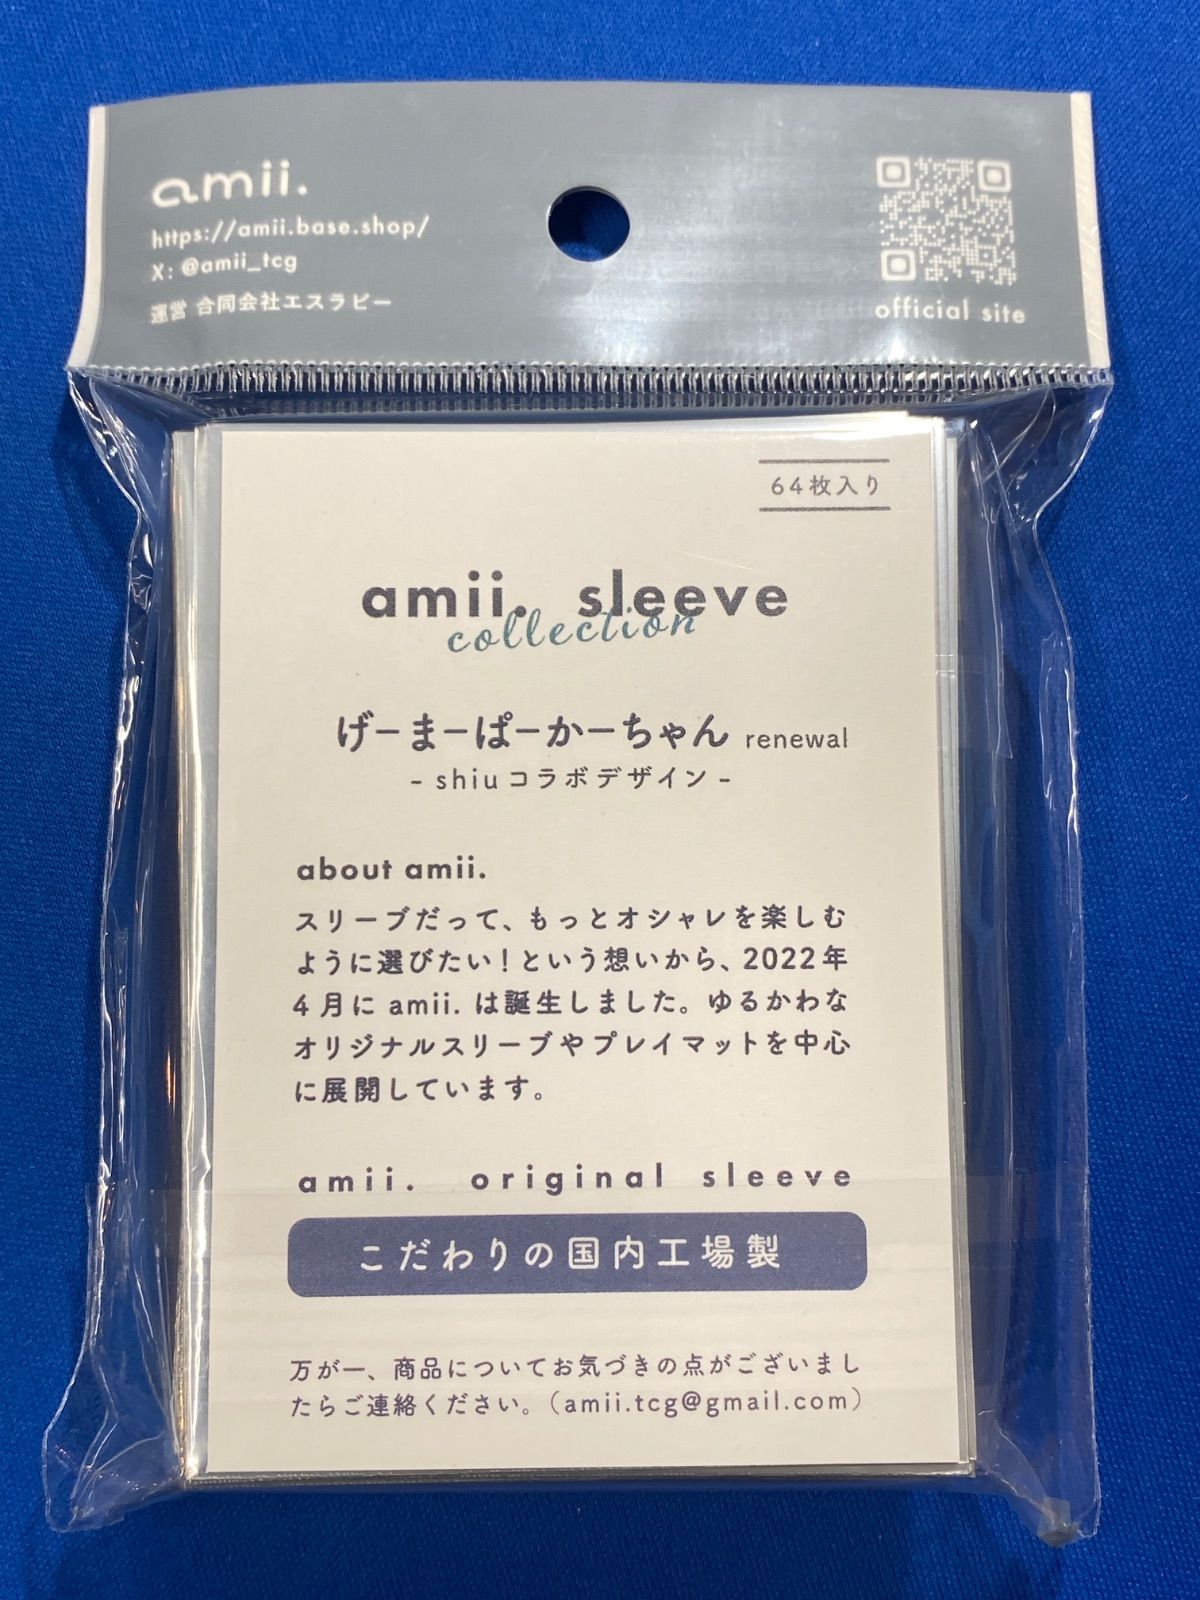 amii.
https://amii.base.shop/
X: @amii_tcg
運営 合同会社エスラビー
official site
64枚入り
amii. sleeve
collection
げーまーぱーかーちゃん renewal
- shiuコラボデザイン -
about amii.
スリーブだって、もっとオシャレを楽しむ
ように選びたい！という想いから、2022年
4月に amii. は誕生しました。ゆるかわな
オリジナルスリーブやプレイマットを中心
に展開しています。
amii. original sleeve
こだわりの国内工場製
万が一、商品についてお気づきの点がございまし
たらご連絡ください。（amii.tcg@gmail.com）